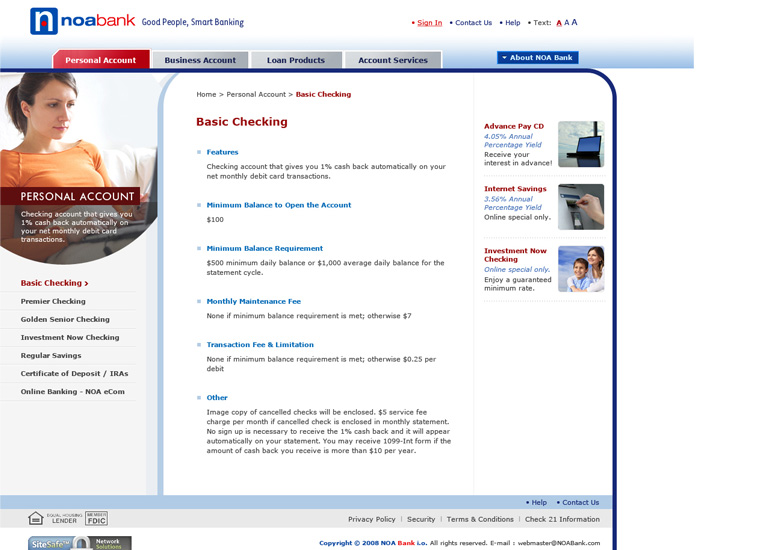 noabank Good People, Smart Banking
Sign In Contact Us Help Text: A A A
Personal Account Business Account Loan Products Account Services About NOA Bank
Home > Personal Account > Basic Checking
Basic Checking
Features
Checking account that gives you 1% cash back automatically on your
net monthly debit card transactions.
Minimum Balance to Open the Account
$100
Minimum Balance Requirement
$500 minimum daily balance or $1,000 average daily balance for the
statement cycle.
Monthly Maintenance Fee
None if minimum balance requirement is met; otherwise $7
Transaction Fee & Limitation
None if minimum balance requirement is met; otherwise $0.25 per
debit
Other
Image copy of cancelled checks will be enclosed. $5 service fee
charge per month if cancelled check is enclosed in monthly statement.
No sign up is necessary to receive the 1% cash back and it will appear
automatically on your statement. You may receive 1099-Int form if the
amount of cash back you receive is more than $10 per year.
PERSONAL ACCOUNT
Checking account that gives you
1% cash back automatically on
your net monthly debit card
transactions.
Basic Checking >
Premier Checking
Golden Senior Checking
Investment Now Checking
Regular Savings
Certificate of Deposit / IRAs
Online Banking - NOA eCom
Advance Pay CD
4.05% Annual
Percentage Yield
Receive your
interest in advance!
Internet Savings
3.56% Annual
Percentage Yield
Online special only.
Investment Now
Checking
Online special only.
Enjoy a guaranteed
minimum rate.
Help Contact Us
EQUAL HOUSING
LENDER
MEMBER
FDIC
Privacy Policy | Security | Terms & Conditions | Check 21 Information
SiteSafe Network
Solutions
Copyright © 2008 NOA Bank i.o. All rights reserved. E-mail : webmaster@NOABank.com